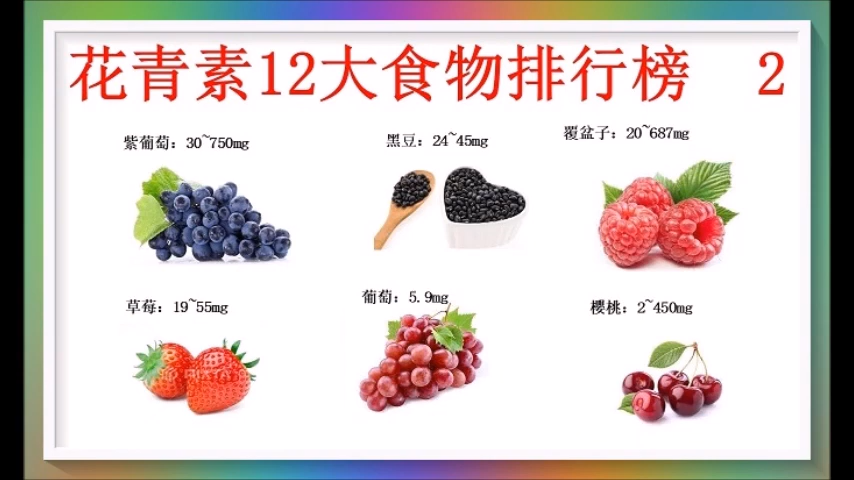 花青素12大食物排行榜 2
紫葡萄：30~750mg
黑豆：24~45mg
覆盆子：20~687mg
草莓：19~55mg
葡萄：5.9mg
櫻桃：2~450mg